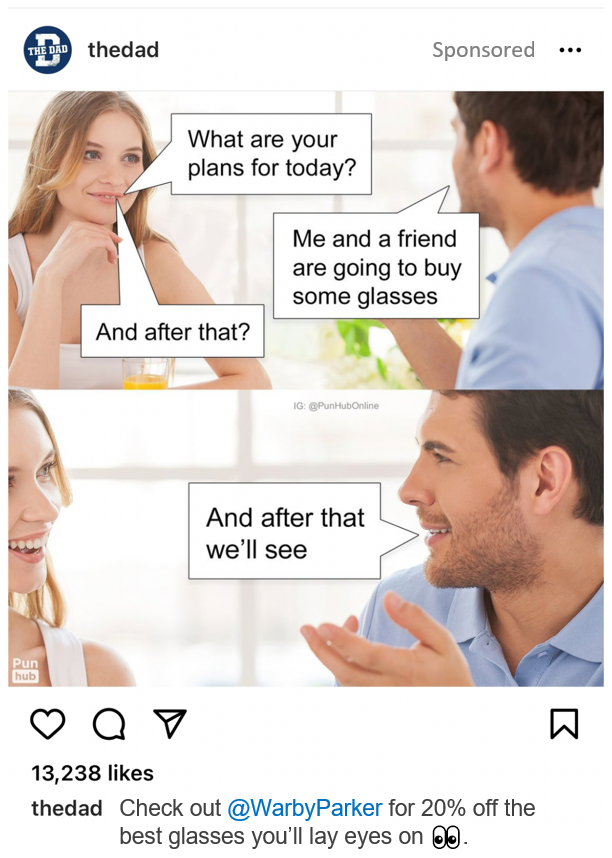 THE DAD
thedad
Sponsored
What are your
plans for today?
Me and a friend
are going to buy
some glasses
And after that?
IG: @PunHubOnline
And after that
we'll see
Pun
hub
13,238 likes
thedad Check out @WarbyParker for 20% off the
best glasses you'll lay eyes on 👀.